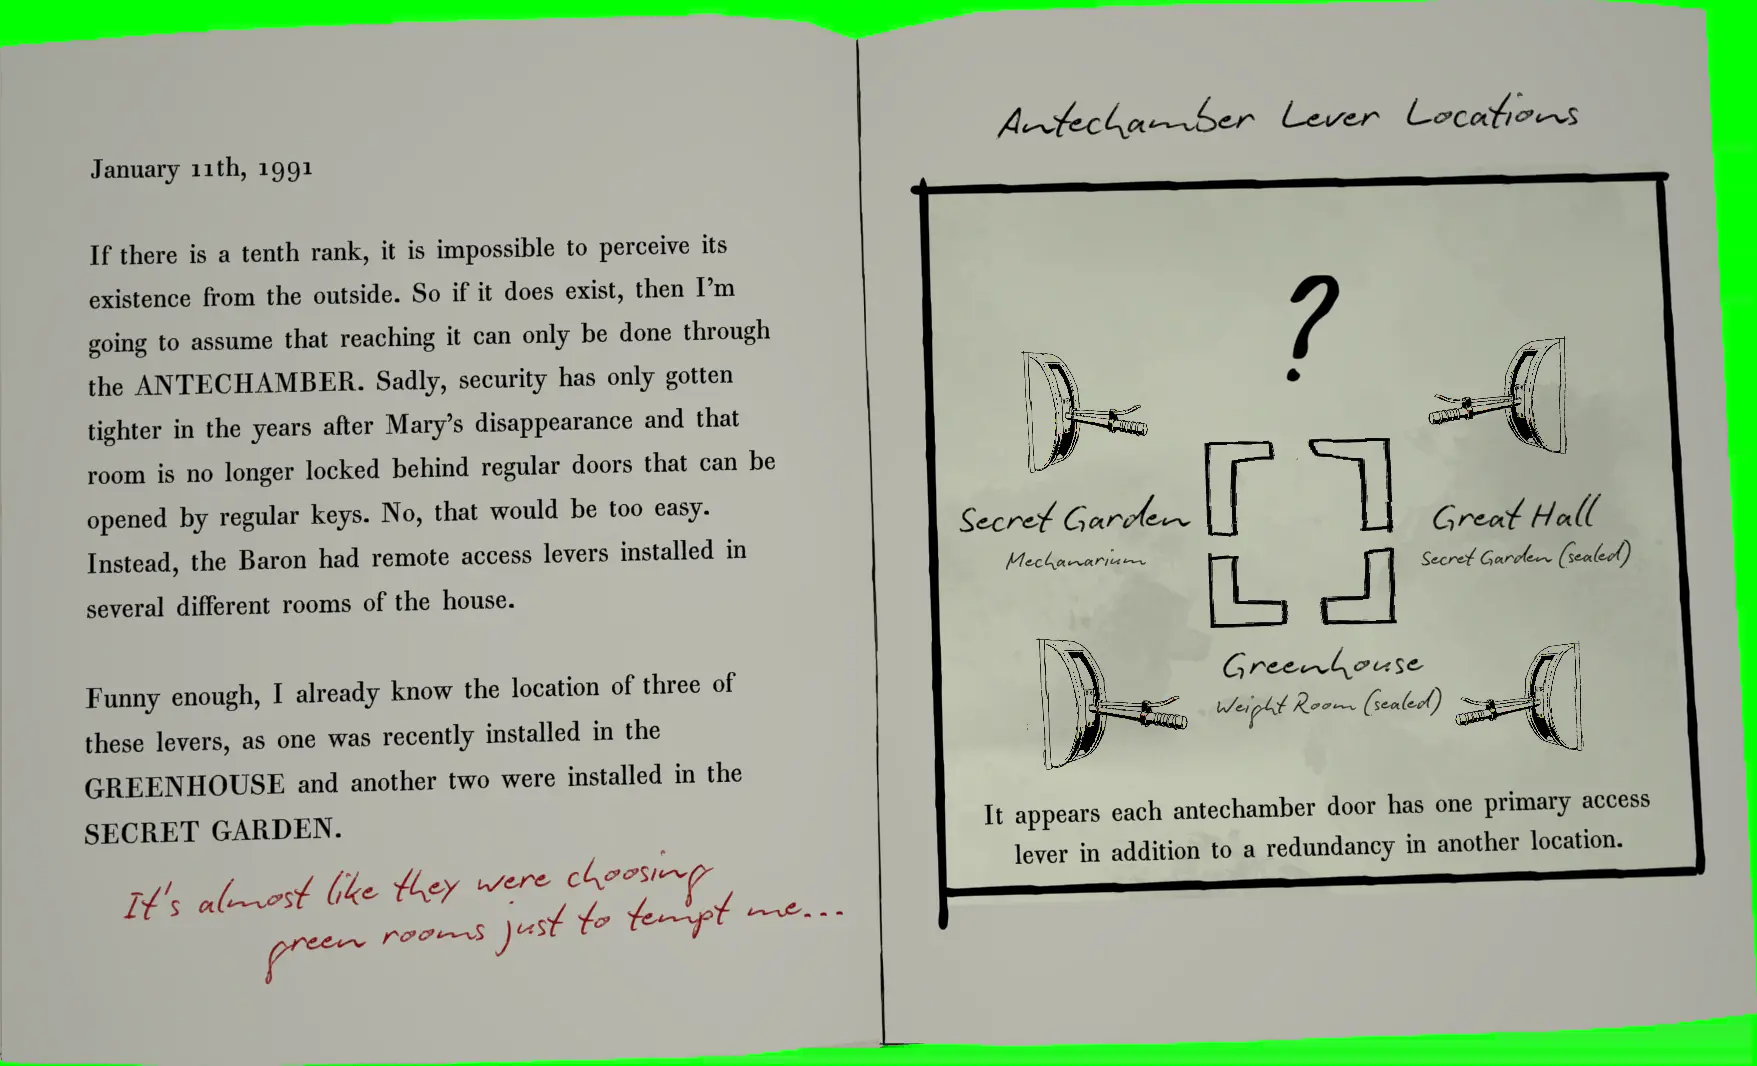 January 11th, 1991
If there is a tenth rank, it is impossible to perceive its
existence from the outside. So if it does exist, then I'm
going to assume that reaching it can only be done through
the ANTECHAMBER. Sadly, security has only gotten
tighter in the years after Mary's disappearance and that
room is no longer locked behind regular doors that can be
opened by regular keys. No, that would be too easy.
Instead, the Baron had remote access levers installed in
several different rooms of the house.
Funny enough, I already know the location of three of
these levers, as one was recently installed in the
GREENHOUSE and another two were installed in the
SECRET GARDEN.
It's almost like they were choosing
green rooms just to tempt me...
Antechamber Lever Locations
?
Secret Garden
Mechanarium
Great Hall
Secret Garden (sealed)
Greenhouse
Weight Room (sealed)
It appears each antechamber door has one primary access
lever in addition to a redundancy in another location.